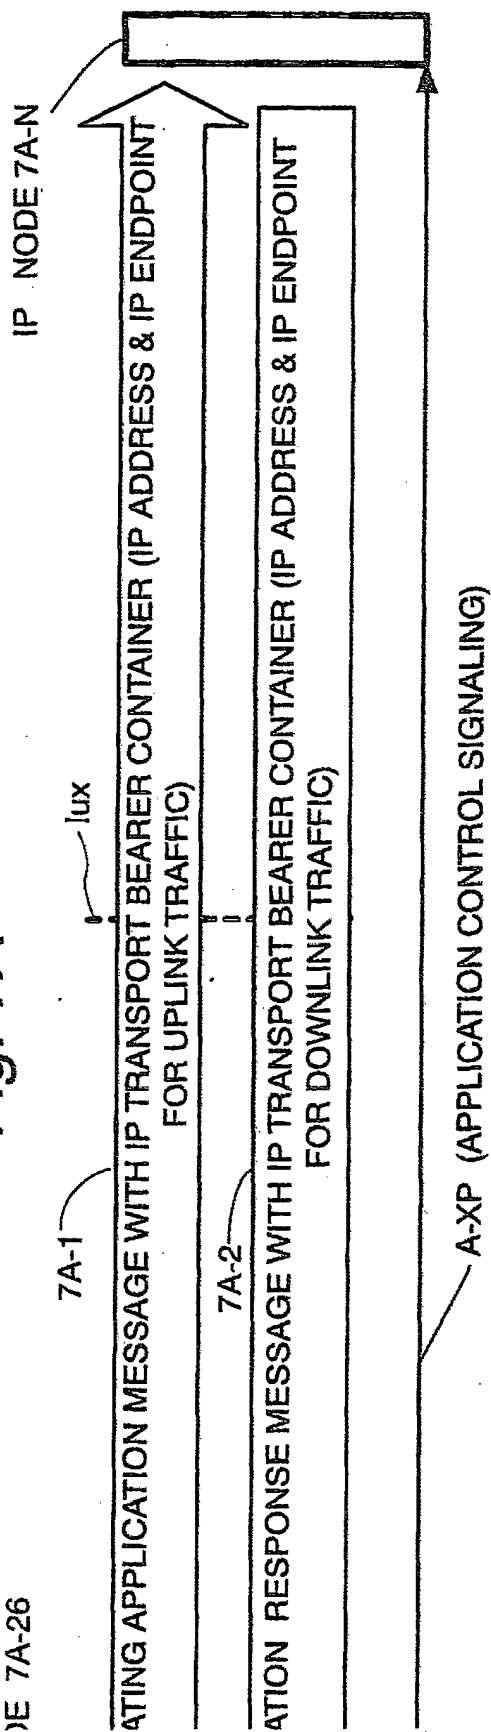 IP NODE 7A-N
Iux
7A-1
ATING APPLICATION MESSAGE WITH IP TRANSPORT BEARER CONTAINER (IP ADDRESS & IP ENDPOINT
FOR UPLINK TRAFFIC)
7A-2
ATION RESPONSE MESSAGE WITH IP TRANSPORT BEARER CONTAINER (IP ADDRESS & IP ENDPOINT
FOR DOWNLINK TRAFFIC)
A-XP (APPLICATION CONTROL SIGNALING)
DE 7A-26